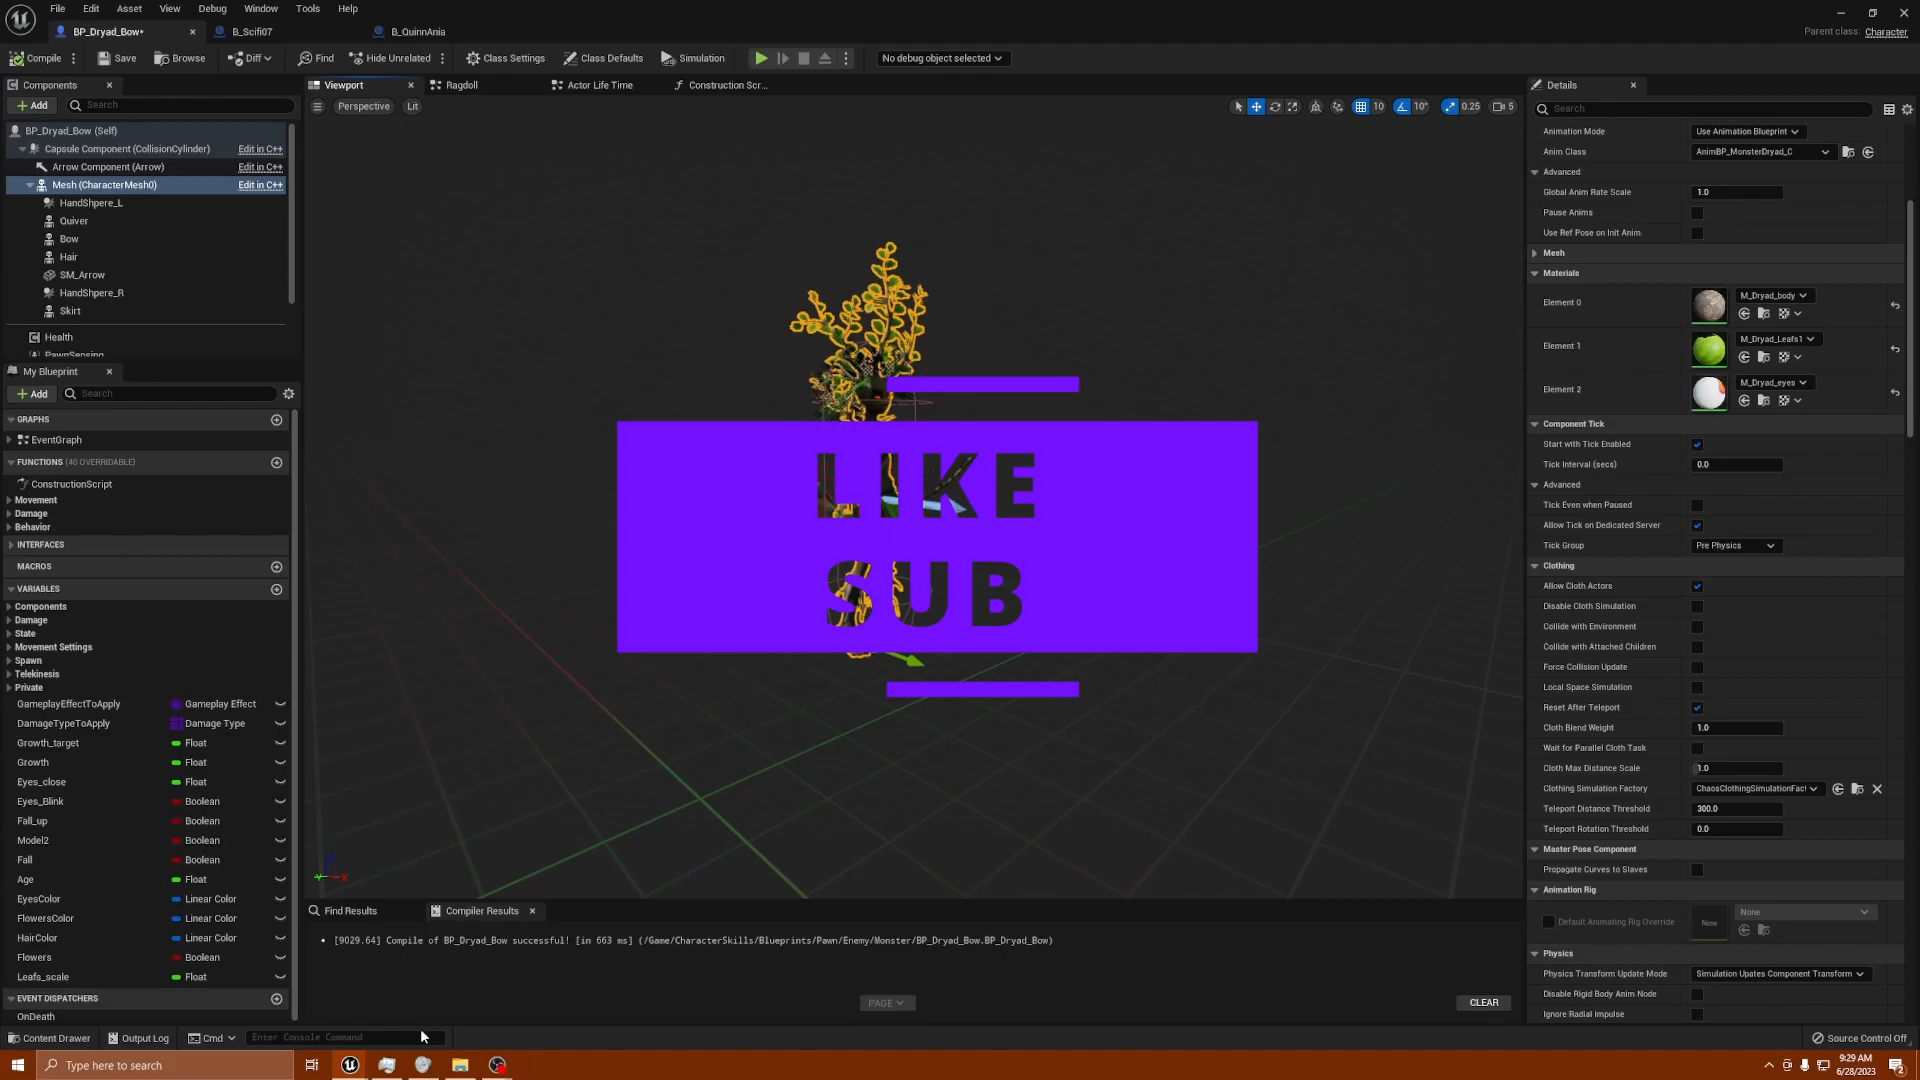 File Edit Asset View Debug Window Tools Help
BP_Dryad_Bow• B_Scifi07 B_QuinnAnia
Parent class: Character
Compile Save Browse Diff Find Hide Unrelated Class Settings Class Defaults Simulation No debug object selected
Components
Add Search
BP_Dryad_Bow (Self)
Capsule Component (CollisionCylinder) Edit in C++
Arrow Component (Arrow) Edit in C++
Mesh (CharacterMesh0) Edit in C++
HandShpere_L
Quiver
Bow
Hair
SM_Arrow
HandShpere_R
Skirt
Health
PawnSensing
My Blueprint
Add Search
GRAPHS
EventGraph
FUNCTIONS (40 OVERRIDABLE)
ConstructionScript
Movement
Damage
Behavior
INTERFACES
MACROS
VARIABLES
Components
Damage
State
Movement Settings
Spawn
Telekinesis
Private
GameplayEffectToApply Gameplay Effect
DamageTypeToApply Damage Type
Growth_target Float
Growth Float
Eyes_close Float
Eyes_Blink Boolean
Fall_up Boolean
Model2 Boolean
Fall Boolean
Age Float
EyesColor Linear Color
FlowersColor Linear Color
HairColor Linear Color
Flowers Boolean
Leafs_scale Float
EVENT DISPATCHERS
OnDeath
Viewport Ragdoll Actor Life Time Construction Scr...
Perspective Lit
10 10° 0.25 5
LIKE
SUB
Find Results Compiler Results
[9029.64] Compile of BP_Dryad_Bow successful! [in 663 ms] (/Game/CharacterSkills/Blueprints/Pawn/Enemy/Monster/BP_Dryad_Bow.BP_Dryad_Bow)
PAGE
CLEAR
Details
Search
Animation Mode Use Animation Blueprint
Anim Class AnimBP_MonsterDryad_C
Advanced
Global Anim Rate Scale 1.0
Pause Anims
Use Ref Pose on Init Anim
Mesh
Materials
Element 0 M_Dryad_body
Element 1 M_Dryad_Leafs1
Element 2 M_Dryad_eyes
Component Tick
Start with Tick Enabled
Tick Interval (secs) 0.0
Advanced
Tick Even when Paused
Allow Tick on Dedicated Server
Tick Group Pre Physics
Clothing
Allow Cloth Actors
Disable Cloth Simulation
Collide with Environment
Collide with Attached Children
Force Collision Update
Local Space Simulation
Reset After Teleport
Cloth Blend Weight 1.0
Wait for Parallel Cloth Task
Cloth Max Distance Scale 1.0
Clothing Simulation Factory ChaosClothingSimulationFact
Teleport Distance Threshold 300.0
Teleport Rotation Threshold 0.0
Master Pose Component
Propagate Curves to Slaves
Animation Rig
Default Animating Rig Override None None
Physics
Physics Transform Update Mode Simulation Upates Component Transform
Disable Rigid Body Anim Node
Ignore Radial Impulse
Content Drawer Output Log Cmd Enter Console Command Source Control Off
Type here to search
9:29 AM
6/28/2023
2